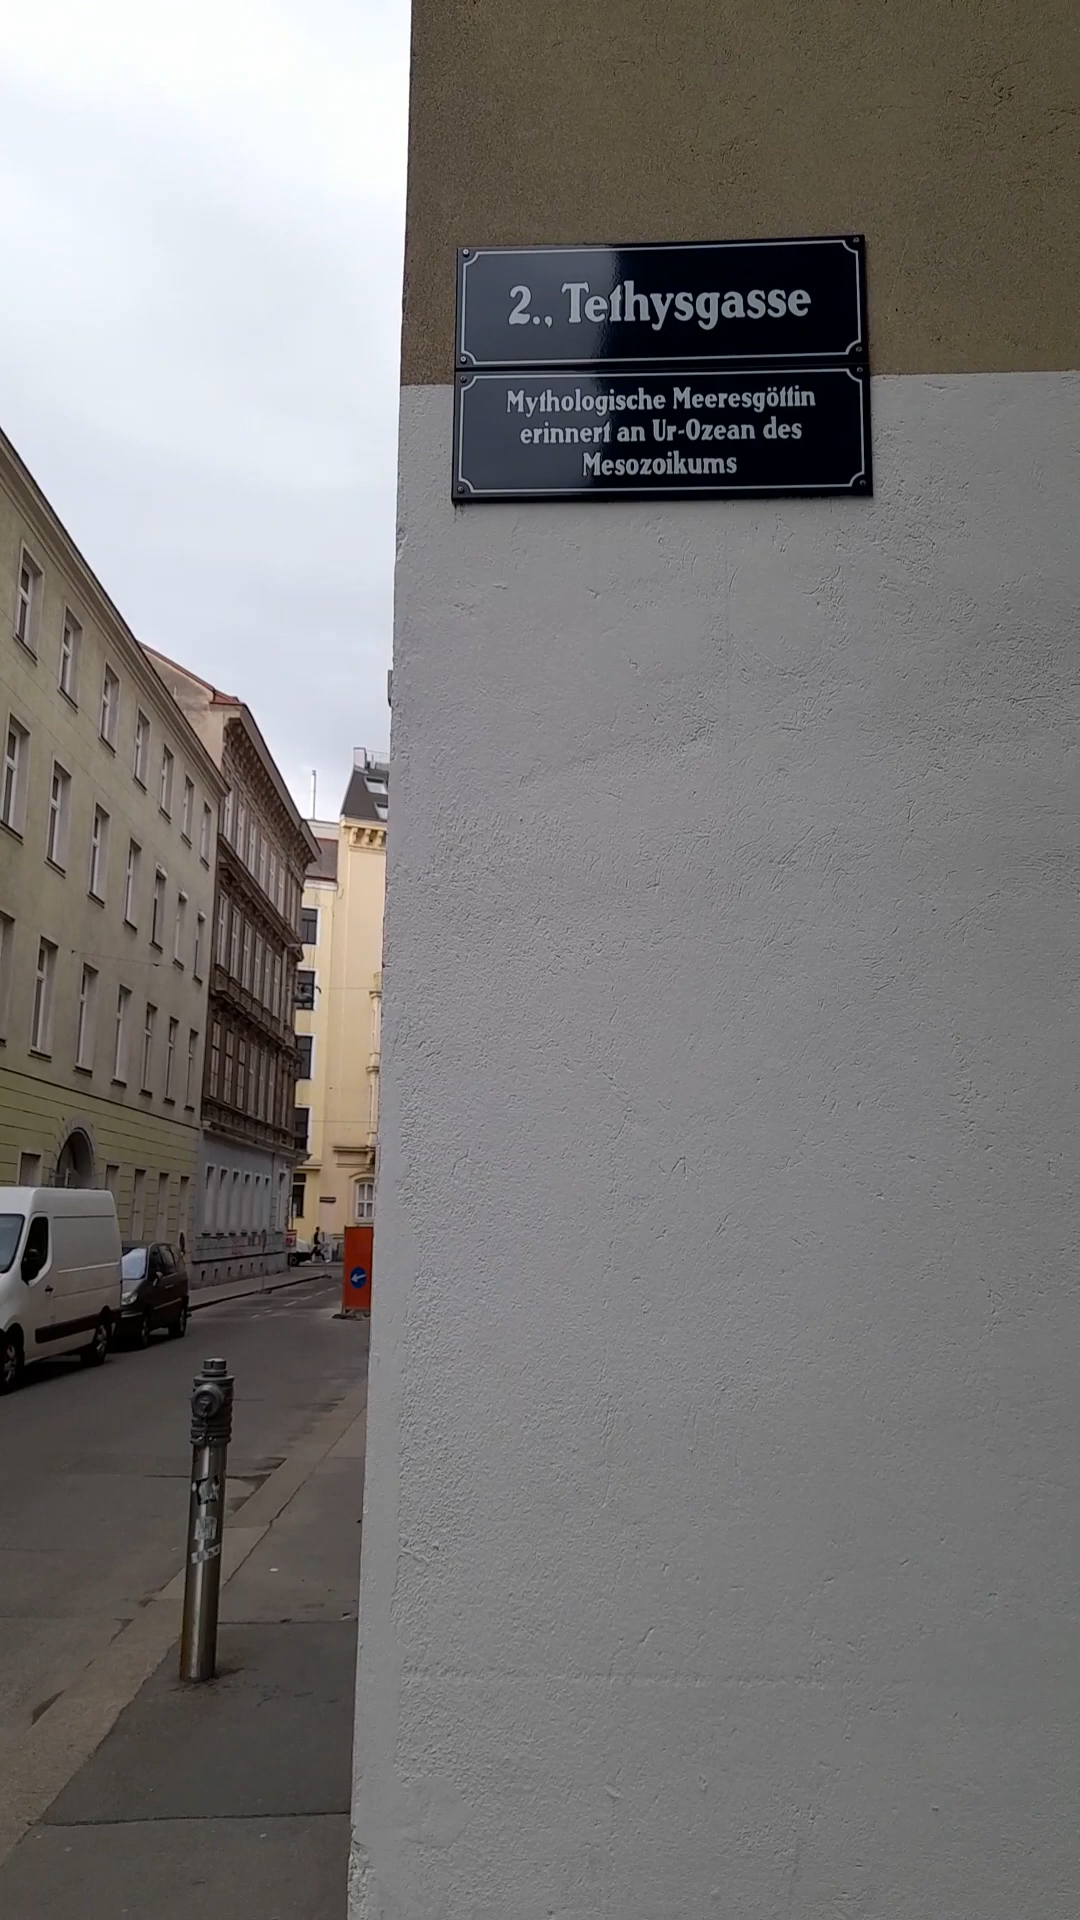 2., Tethysgasse
Mythologische Meeresgöttin
erinnert an Ur-Ozean des
Mesozoikums